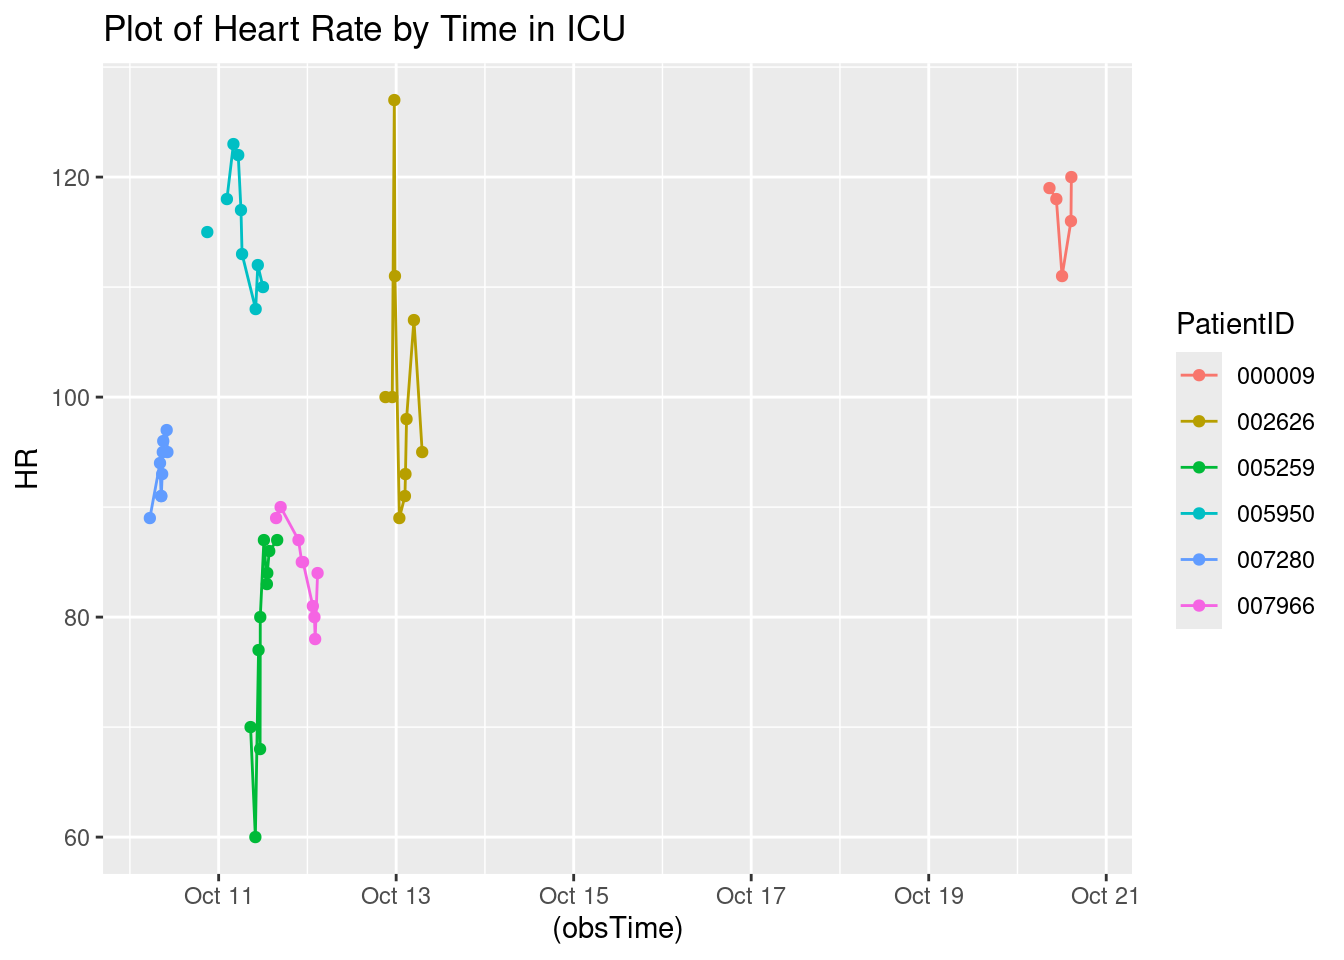 Plot of Heart Rate by Time in ICU
120
100
80
60
HR
Oct 11
Oct 13
Oct 15
Oct 17
Oct 19
Oct 21
(obsTime)
PatientID
000009
002626
005259
005950
007280
007966